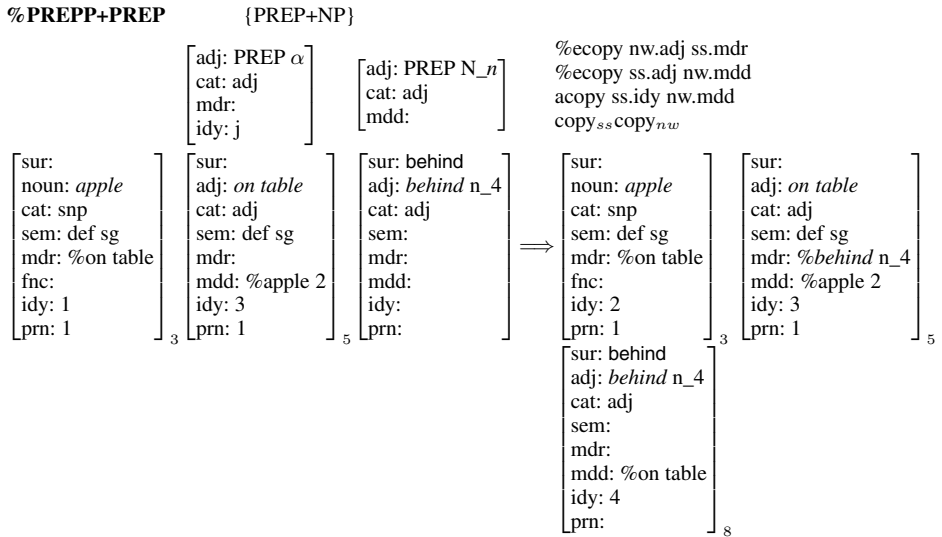 %PREPP+PREP {PREP+NP}
%ecopy nw.adj ss.mdr
adj: PREP α adj: PREP N_n %ecopy ss.adj nw.mdd
cat: adj cat: adj acopy ss.idy nw.mdd
mdr: mdd: copy_ss copy_nw
idy: j
sur: sur: sur: behind sur: sur:
noun: apple adj: on table adj: behind n_4 noun: apple adj: on table
cat: snp cat: adj cat: adj cat: snp cat: adj
sem: def sg sem: def sg sem: sem: def sg sem: def sg
mdr: %on table mdr: mdr: ⟹ mdr: %on table mdr: %behind n_4
fnc: mdd: %apple 2 mdd: fnc: mdd: %apple 2
idy: 1 idy: 3 idy: idy: 2 idy: 3
prn: 1 prn: 1 prn: prn: 1 prn: 1
3 5 3 5
sur: behind
adj: behind n_4
cat: adj
sem:
mdr:
mdd: %on table
idy: 4
prn:
8